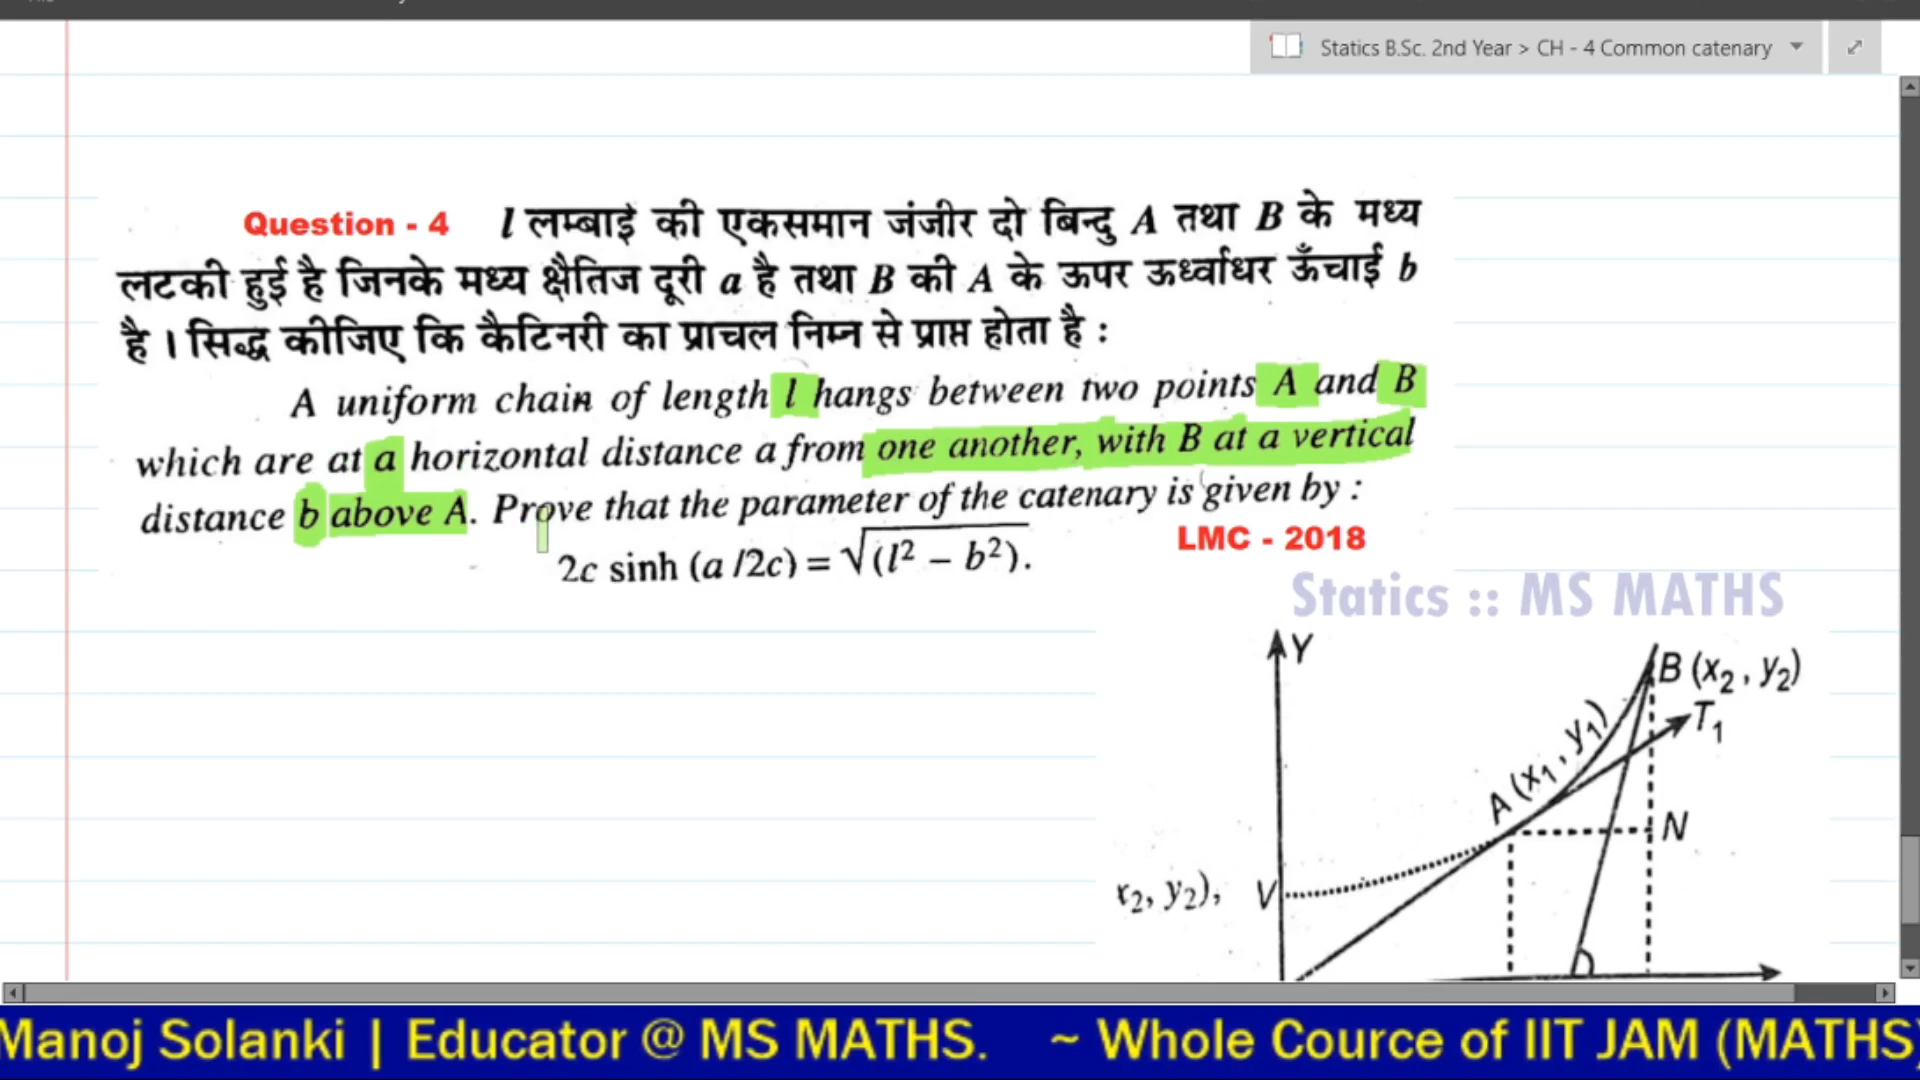 Statics B.Sc. 2nd Year > CH - 4 Common catenary
Question - 4 l लम्बाई की एकसमान जंजीर दो बिन्दु A तथा B के मध्य
लटकी हुई है जिनके मध्य क्षैतिज दूरी a है तथा B की A के ऊपर ऊर्ध्वाधर ऊँचाई b
है । सिद्ध कीजिए कि कैटिनरी का प्राचल निम्न से प्राप्त होता है :
A uniform chain of length l hangs between two points A and B
which are at a horizontal distance a from one another, with B at a vertical
distance b above A. Prove that the parameter of the catenary is given by :
2c sinh (a /2c) = √(l² – b²).
LMC - 2018
Statics :: MS MATHS
Y
B (x₂ , y₂)
T₁
A (x₁ , y₁)
N
x₂, y₂), V
Manoj Solanki | Educator @ MS MATHS. ~ Whole Cource of IIT JAM (MATHS)